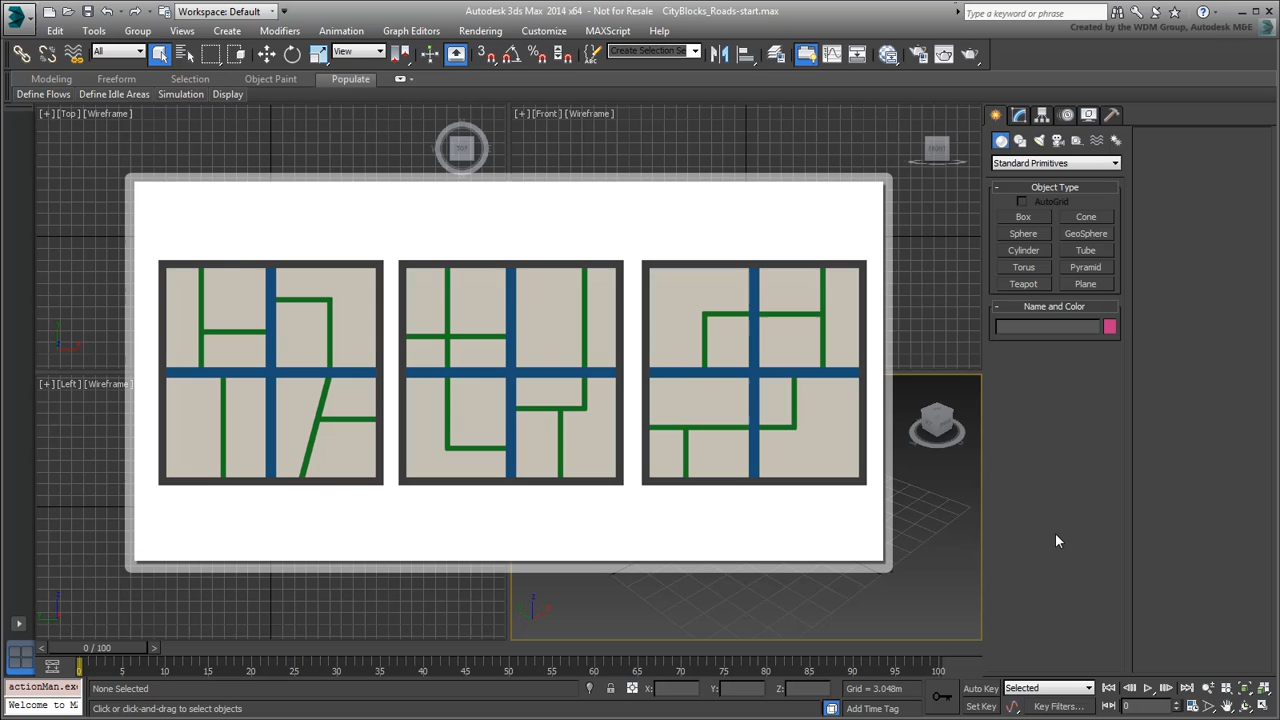 Workspace: Default
Autodesk 3ds Max 2014 x64 - Not for Resale CityBlocks_Roads-start.max
Type a keyword or phrase
Created by the WDM Group, Autodesk M&E
Edit Tools Group Views Create Modifiers Animation Graph Editors Rendering Customize MAXScript Help
All
View
Create Selection Se
Modeling Freeform Selection Object Paint Populate
Define Flows Define Idle Areas Simulation Display
[+] [Top] [Wireframe]
TOP
[+] [Front] [Wireframe]
FRONT
Standard Primitives
Object Type
AutoGrid
Box Cone
Sphere GeoSphere
Cylinder Tube
Torus Pyramid
Teapot Plane
Name and Color
[+] [Left] [Wireframe]
0 / 100
0 5 10 15 20 25 30 35 40 45 50 55 60 65 70 75 80 85 90 95 100
actionMan.exe
None Selected
X: Y: Z:
Grid = 3.048m
Auto Key
Selected
Welcome to M
Click or click-and-drag to select objects
Add Time Tag
Set Key
Key Filters...
0